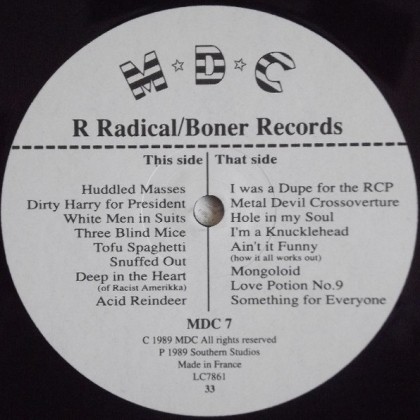 M ☆ D ☆ C
R Radical/Boner Records
This side
Huddled Masses
Dirty Harry for President
White Men in Suits
Three Blind Mice
Tofu Spaghetti
Snuffed Out
Deep in the Heart
(of Racist Amerikka)
Acid Reindeer
That side
I was a Dupe for the RCP
Metal Devil Crossoverture
Hole in my Soul
I'm a Knucklehead
Ain't it Funny
(how it all works out)
Mongoloid
Love Potion No.9
Something for Everyone
MDC 7
C 1989 MDC All rights reserved
P 1989 Southern Studios
Made in France
LC7861
33